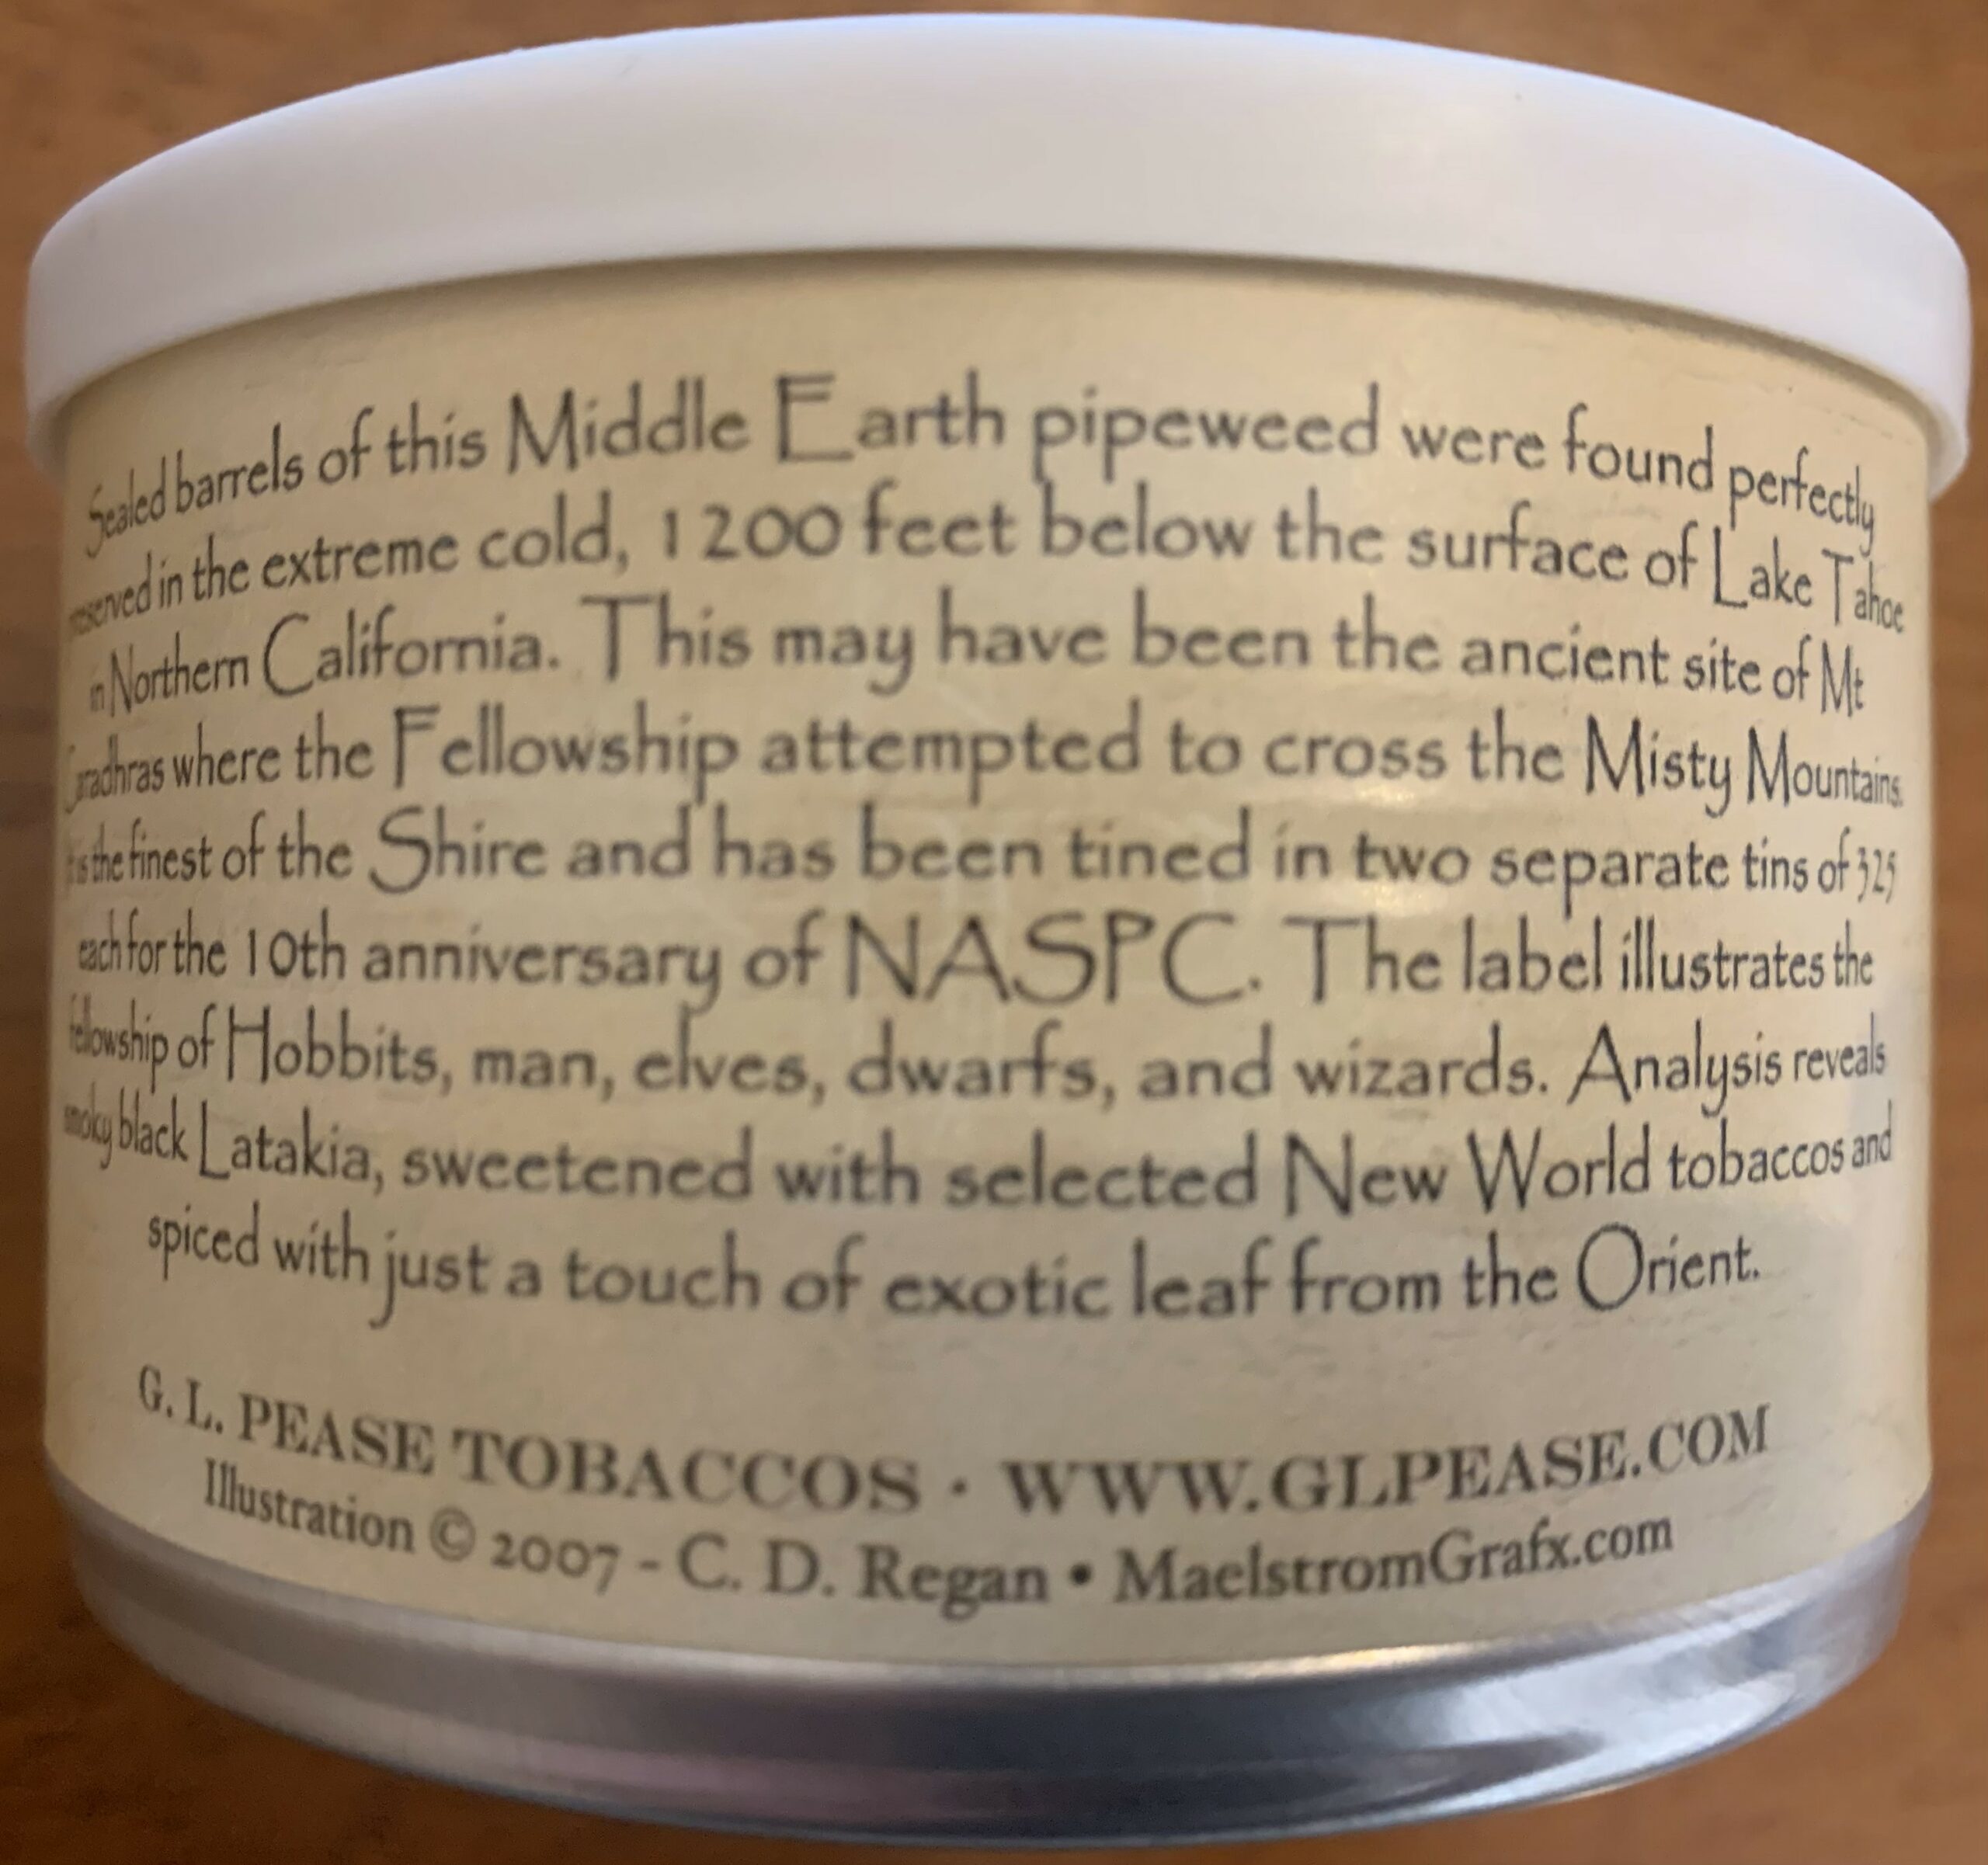 Sealed barrels of this Middle Earth pipeweed were found perfectly
preserved in the extreme cold, 1200 feet below the surface of Lake Tahoe
in Northern California. This may have been the ancient site of Mt
Caradhras where the Fellowship attempted to cross the Misty Mountains.
It is the finest of the Shire and has been tined in two separate tins of 325
each for the 10th anniversary of NASPC. The label illustrates the
fellowship of Hobbits, man, elves, dwarfs, and wizards. Analysis reveals
smoky black Latakia, sweetened with selected New World tobaccos and
spiced with just a touch of exotic leaf from the Orient.
G. L. PEASE TOBACCOS · WWW.GLPEASE.COM
Illustration © 2007 - C. D. Regan • MaelstromGrafx.com